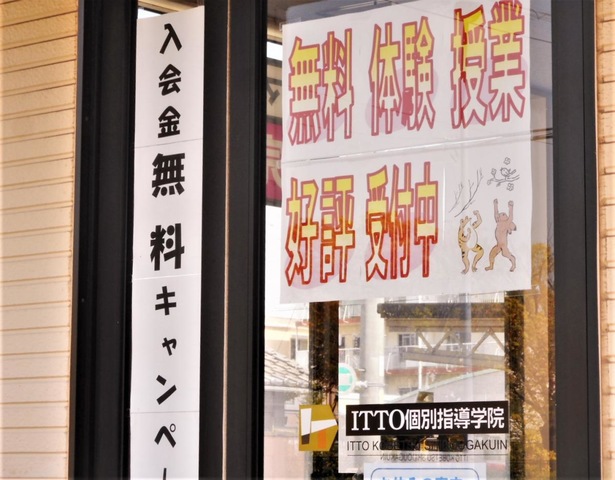 入会金無料キャンペー
無料 体験 授業
好評 受付中
ITTO個別指導学院